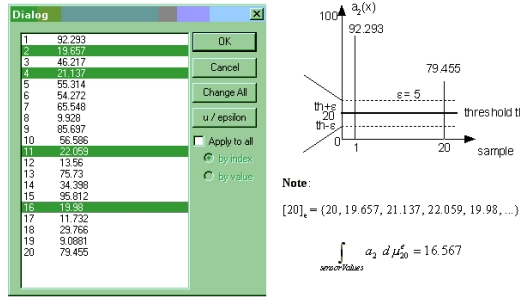 Dialog
1 92.293
2 19.657
3 46.217
4 21.137
5 55.314
6 54.272
7 65.548
8 9.928
9 85.697
10 56.586
11 22.059
12 13.56
13 75.73
14 34.398
15 95.812
16 19.98
17 11.732
18 29.766
19 9.0881
20 79.455
OK
Cancel
Change All
u / epsilon
Apply to all
by index
by value
a₂(x)
100
92.293
79.455
ε = 5
th+ε
20
th-ε
threshold th
0 1 20
sample
Note:
[20]ₑ = {20, 19.657, 21.137, 22.059, 19.98, ...}
∫ a₂ dμ₂₀ᵉ = 16.567
sensorValues